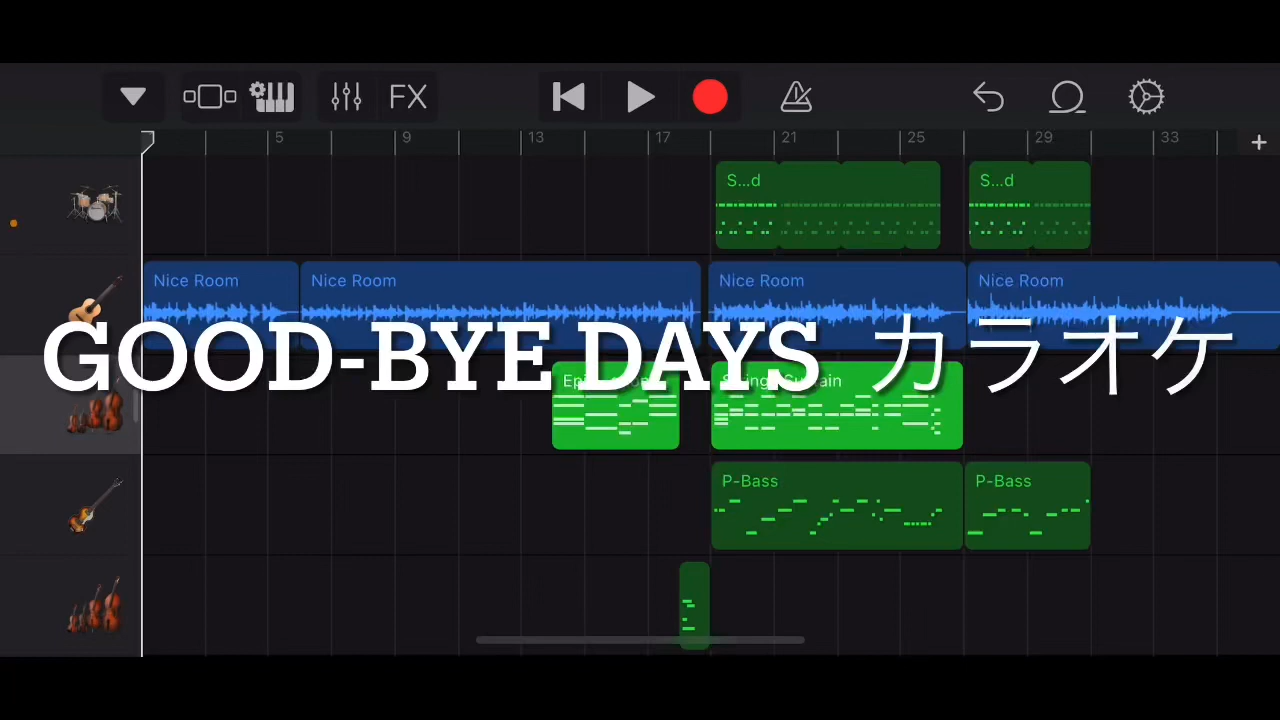 FX
5 9 13 17 21 25 29 33 +
S...d S...d
Nice Room Nice Room Nice Room Nice Room
GOOD-BYE DAYS カラオケ
P-Bass P-Bass